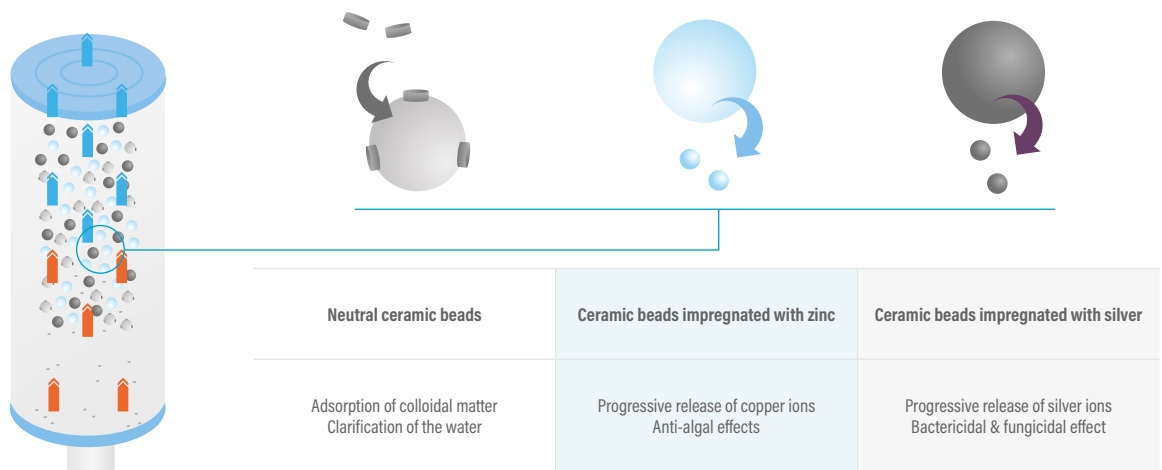 Neutral ceramic beads
Ceramic beads impregnated with zinc
Ceramic beads impregnated with silver
Adsorption of colloidal matter
Clarification of the water
Progressive release of copper ions
Anti-algal effects
Progressive release of silver ions
Bactericidal & fungicidal effect